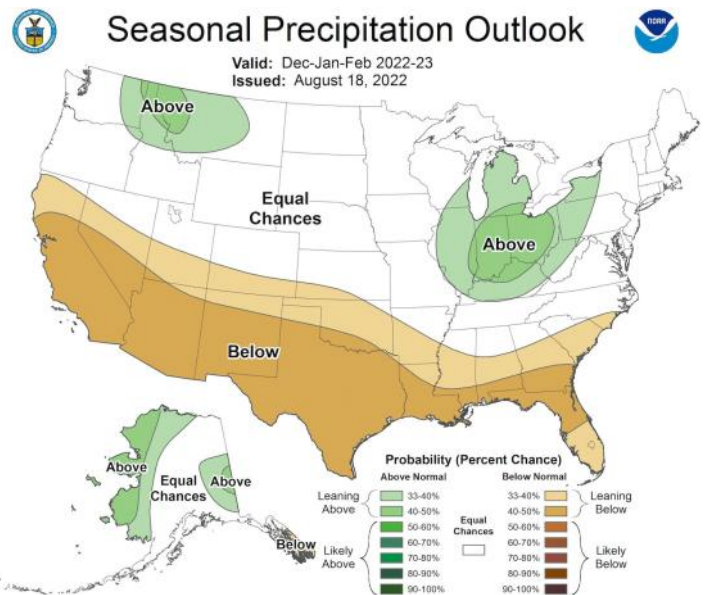 Seasonal Precipitation Outlook
NOAA
Valid: Dec-Jan-Feb 2022-23
Issued: August 18, 2022
Above
Equal
Chances
Above
Below
Above
Equal
Chances
Above
Below
Probability (Percent Chance)
Above Normal
Below Normal
Leaning
Above
33-40%
40-50%
Likely
Above
50-60%
60-70%
70-80%
80-90%
90-100%
Equal
Chances
33-40%
40-50%
Leaning
Below
50-60%
60-70%
70-80%
80-90%
90-100%
Likely
Below